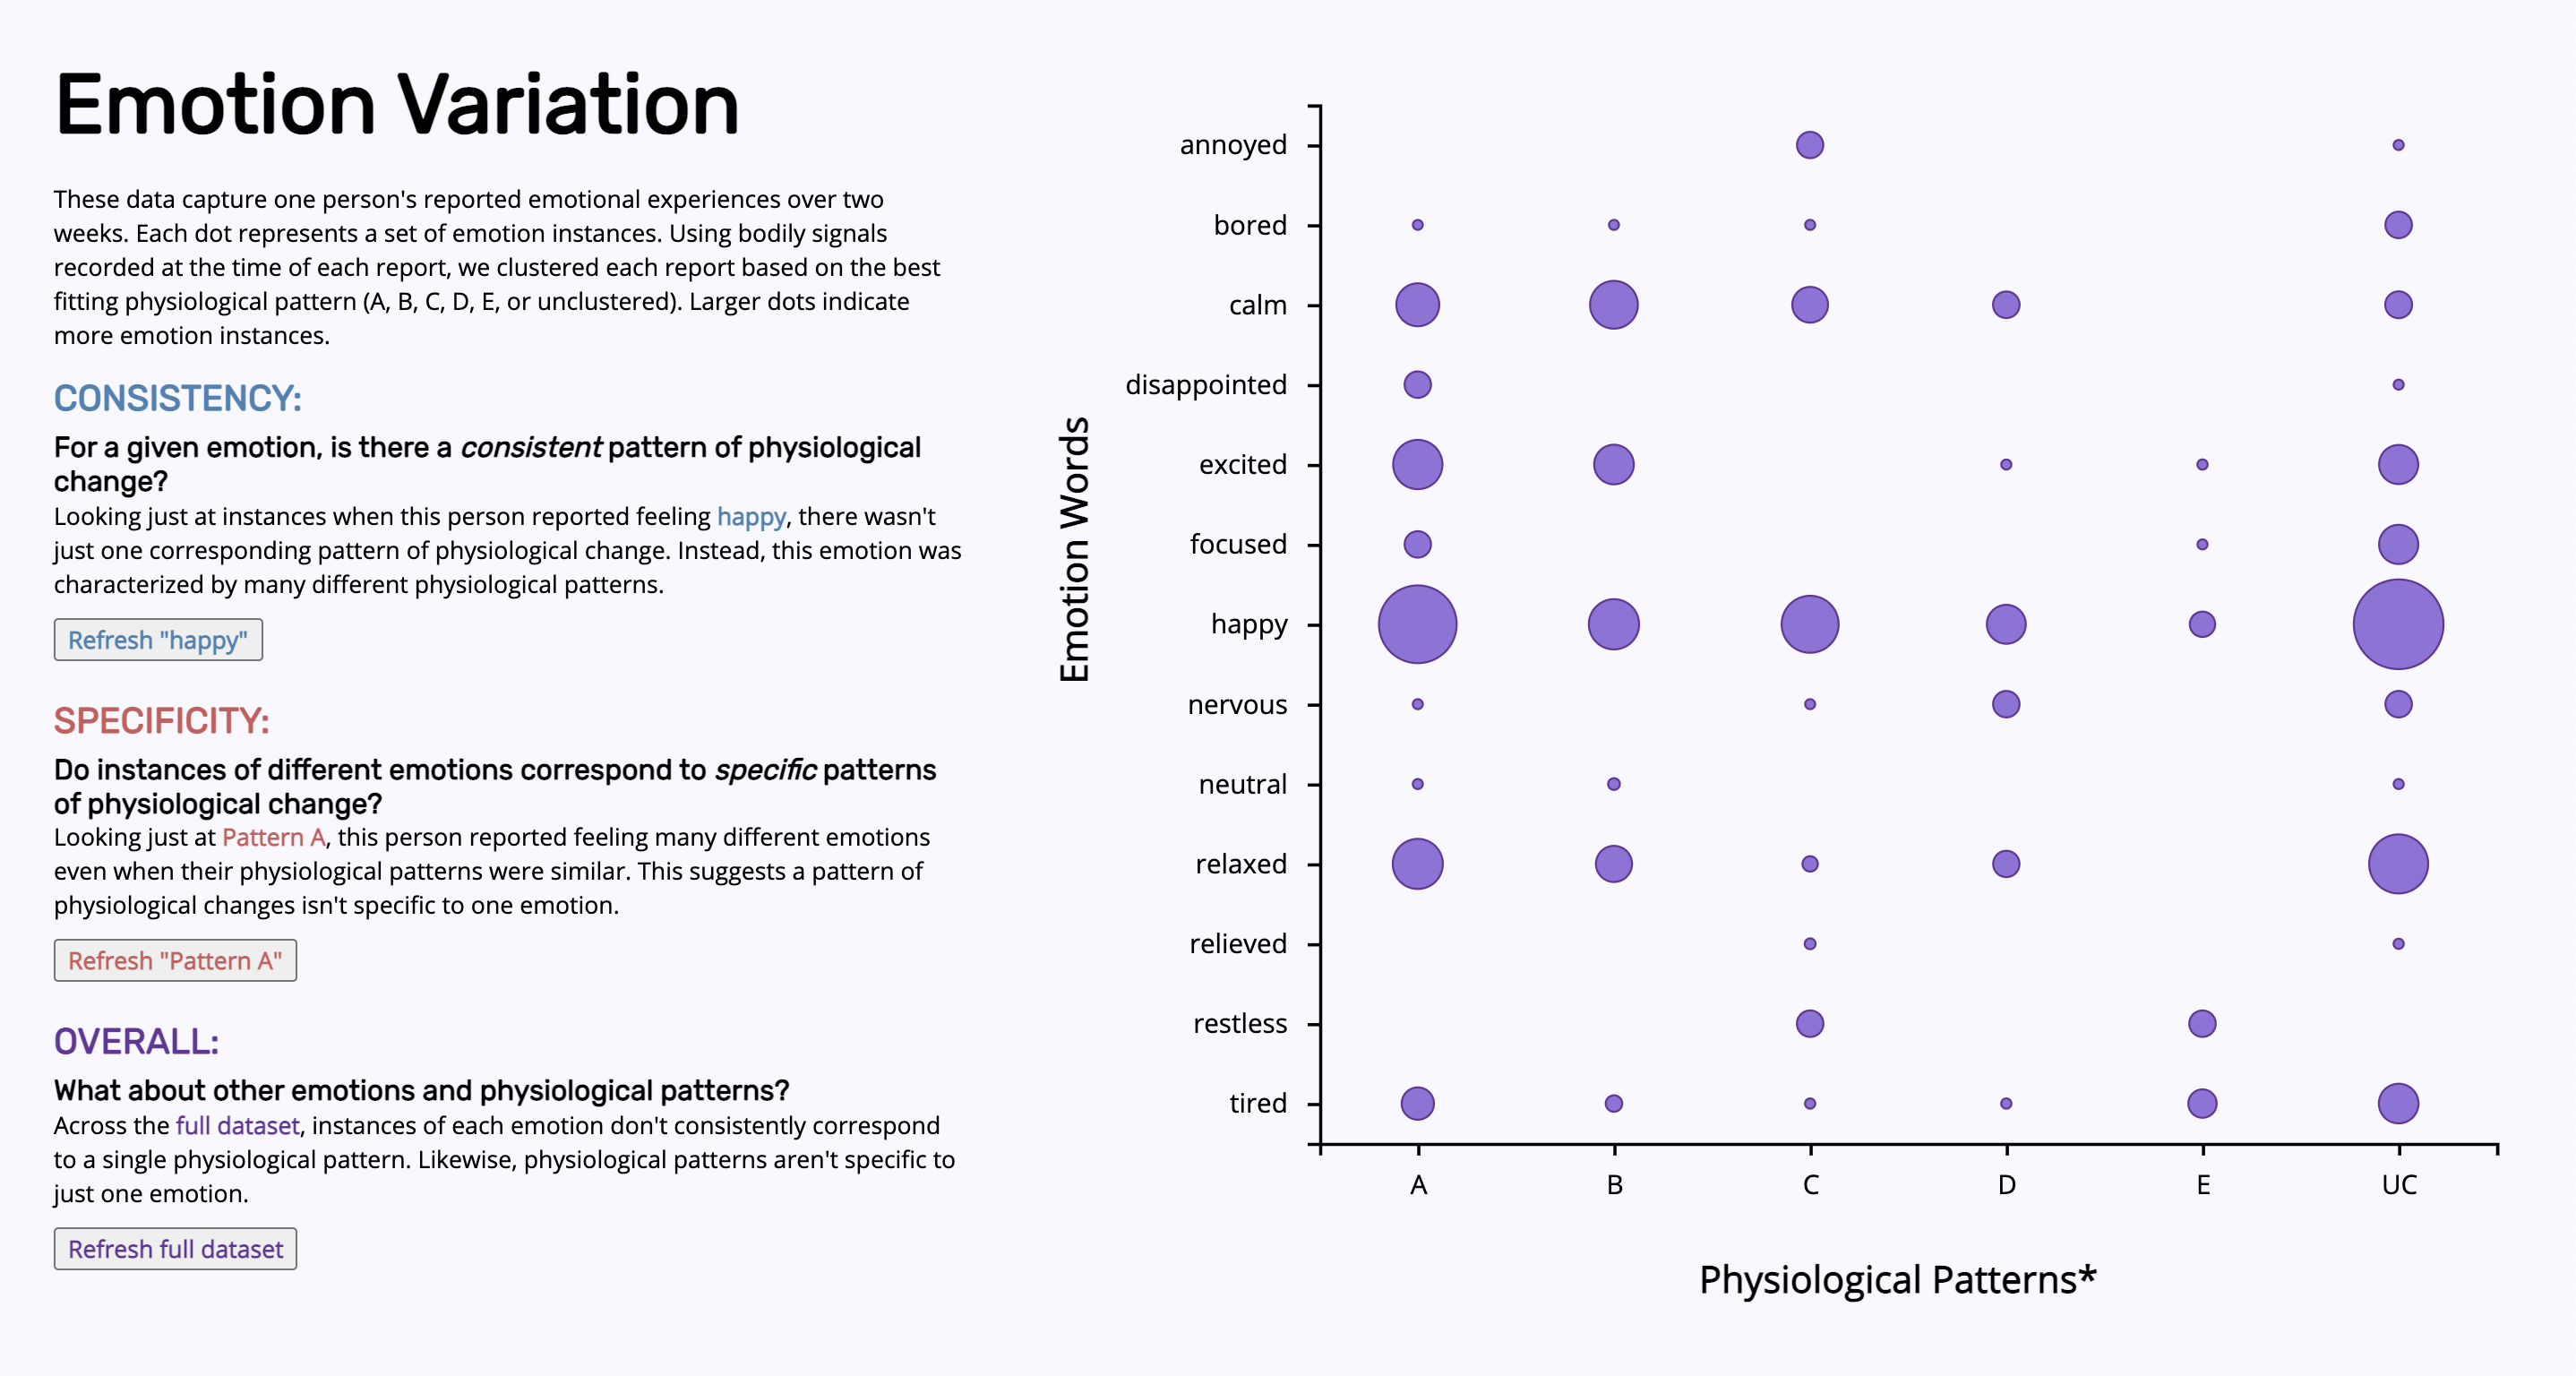 Emotion Variation
These data capture one person's reported emotional experiences over two
weeks. Each dot represents a set of emotion instances. Using bodily signals
recorded at the time of each report, we clustered each report based on the best
fitting physiological pattern (A, B, C, D, E, or unclustered). Larger dots indicate
more emotion instances.
CONSISTENCY:
For a given emotion, is there a consistent pattern of physiological
change?
Looking just at instances when this person reported feeling happy, there wasn't
just one corresponding pattern of physiological change. Instead, this emotion was
characterized by many different physiological patterns.
Refresh "happy"
SPECIFICITY:
Do instances of different emotions correspond to specific patterns
of physiological change?
Looking just at Pattern A, this person reported feeling many different emotions
even when their physiological patterns were similar. This suggests a pattern of
physiological changes isn't specific to one emotion.
Refresh "Pattern A"
OVERALL:
What about other emotions and physiological patterns?
Across the full dataset, instances of each emotion don't consistently correspond
to a single physiological pattern. Likewise, physiological patterns aren't specific to
just one emotion.
Refresh full dataset
Emotion Words
annoyed
bored
calm
disappointed
excited
focused
happy
nervous
neutral
relaxed
relieved
restless
tired
A B C D E UC
Physiological Patterns*